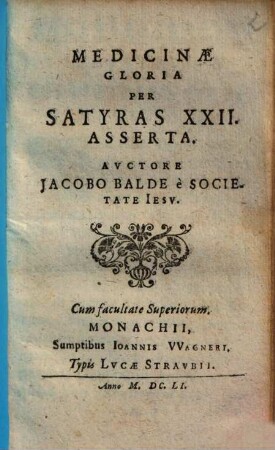 MEDICINÆ
GLORIA
PER
SATYRAS XXII.
ASSERTA.
AVCTORE
JACOBO BALDE è SOCIE-
TATE IESV.
Cum facultate Superiorum.
MONACHII,
Sumptibus IOANNIS VVAGNERI.
Typis LVCÆ STRAVBII.
Anno M. DC. LI.